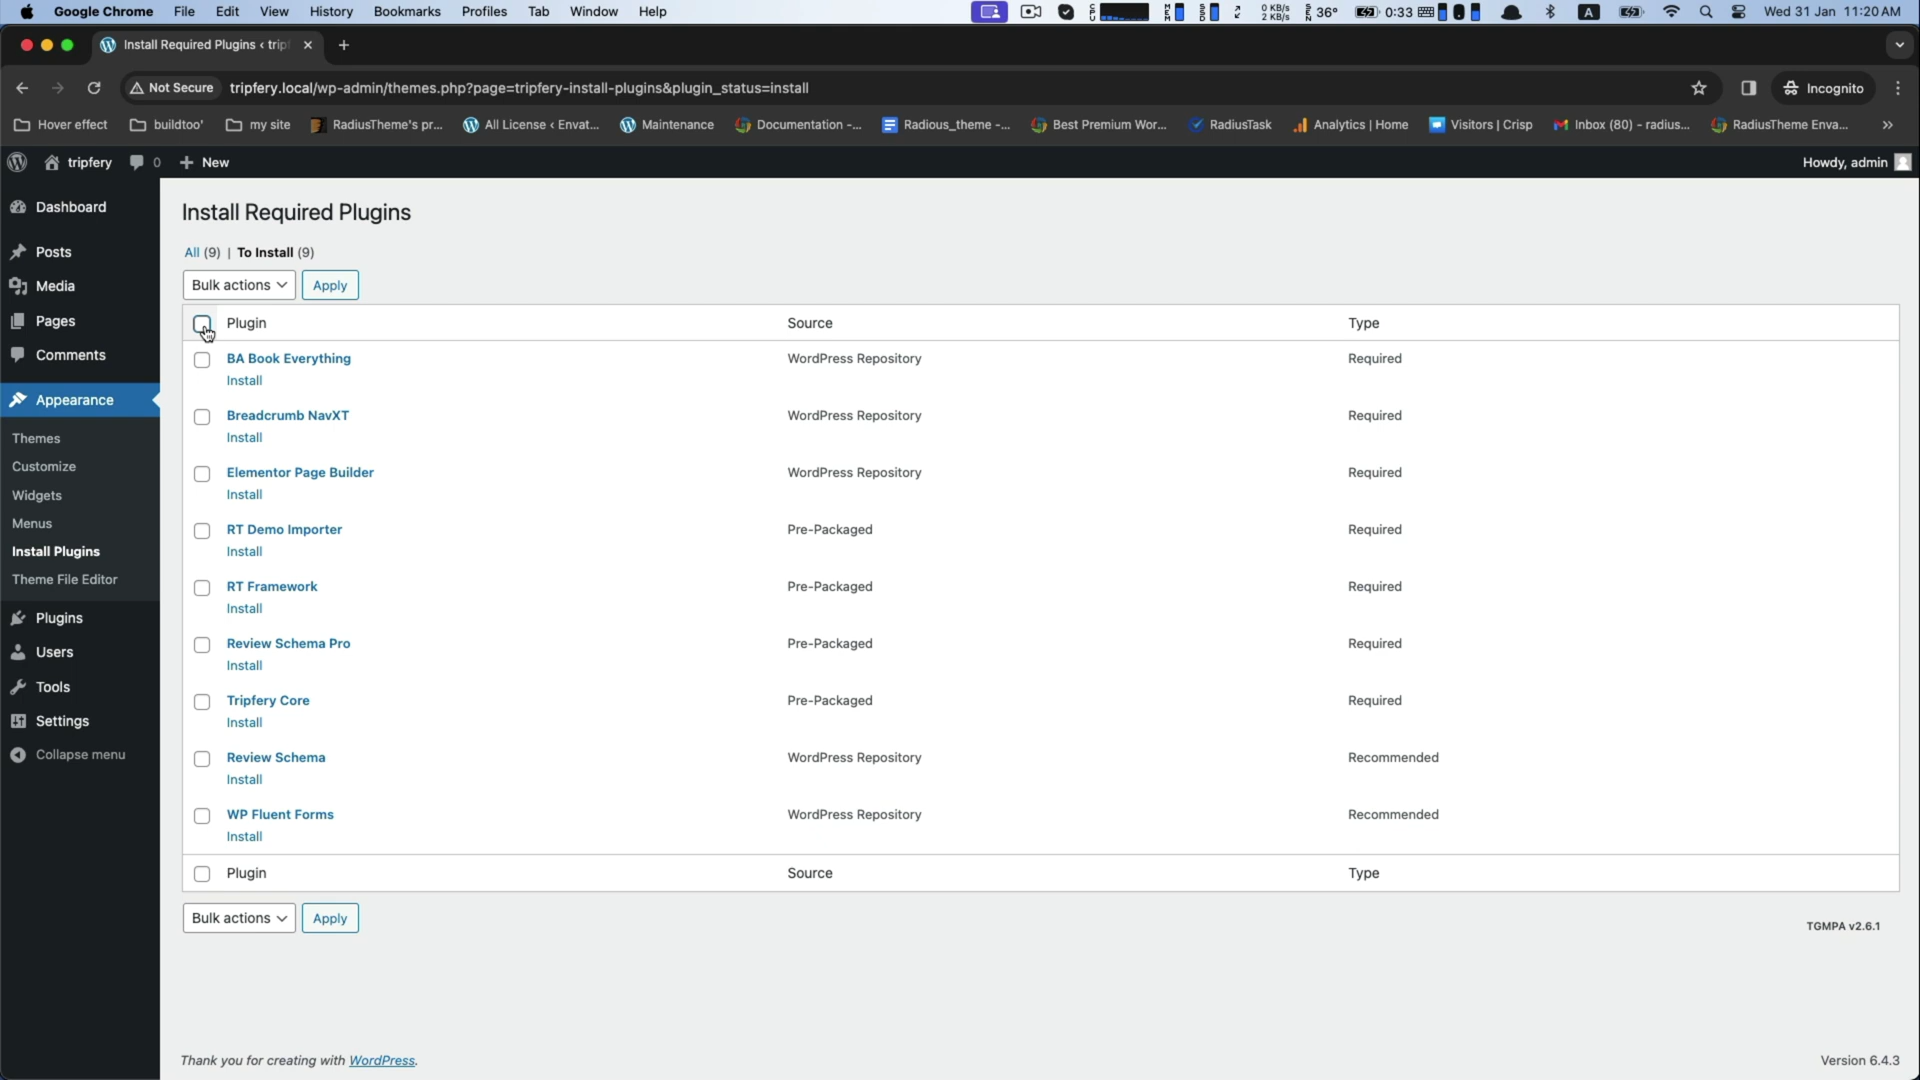 Google Chrome File Edit View History Bookmarks Profiles Tab Window Help 0 KB/s 2 KB/s 36° 0:33 A Wed 31 Jan 11:20 AM
Install Required Plugins ‹ trip
Not Secure tripfery.local/wp-admin/themes.php?page=tripfery-install-plugins&plugin_status=install Incognito
Hover effect buildtoo' my site RadiusTheme's pr... All License ‹ Envat... Maintenance Documentation -... Radious_theme -... Best Premium Wor... RadiusTask Analytics | Home Visitors | Crisp Inbox (80) - radius... RadiusTheme Enva... »
tripfery 0 New Howdy, admin
Dashboard
Posts
Media
Pages
Comments
Appearance
Themes
Customize
Widgets
Menus
Install Plugins
Theme File Editor
Plugins
Users
Tools
Settings
Collapse menu
Install Required Plugins
All (9) | To Install (9)
Bulk actions Apply
Plugin Source Type
BA Book Everything WordPress Repository Required
Install
Breadcrumb NavXT WordPress Repository Required
Install
Elementor Page Builder WordPress Repository Required
Install
RT Demo Importer Pre-Packaged Required
Install
RT Framework Pre-Packaged Required
Install
Review Schema Pro Pre-Packaged Required
Install
Tripfery Core Pre-Packaged Required
Install
Review Schema WordPress Repository Recommended
Install
WP Fluent Forms WordPress Repository Recommended
Install
Plugin Source Type
Bulk actions Apply
TGMPA v2.6.1
Thank you for creating with WordPress. Version 6.4.3